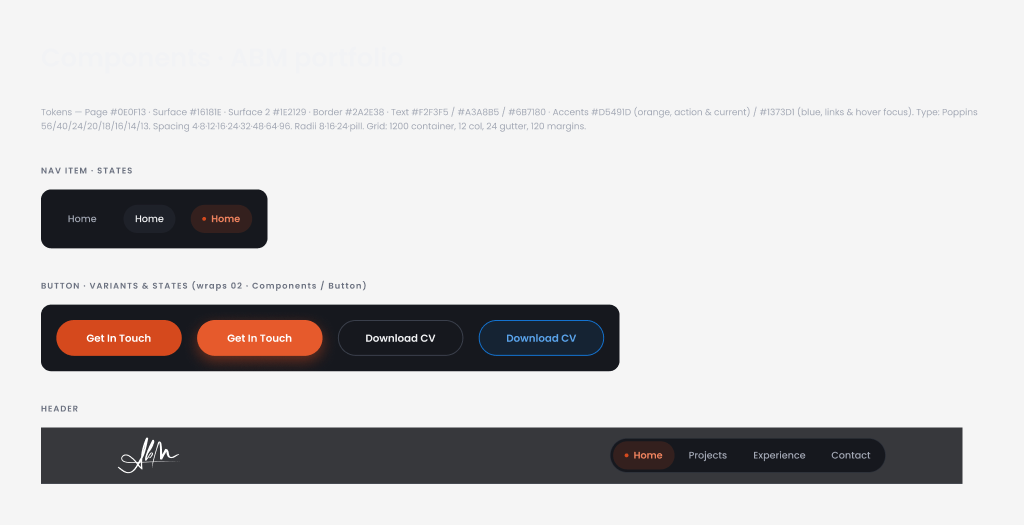 Components · ABM portfolio
Tokens — Page #0E0F13 · Surface #16181E · Surface 2 #1E2129 · Border #2A2E38 · Text #F2F3F5 / #A3A8B5 / #6B7180 · Accents #D5491D (orange, action & current) / #1373D1 (blue, links & hover focus). Type: Poppins
56/40/24/20/18/16/14/13. Spacing 4·8·12·16·24·32·48·64·96. Radii 8·16·24·pill. Grid: 1200 container, 12 col, 24 gutter, 120 margins.
NAV ITEM · STATES
Home Home Home
BUTTON · VARIANTS & STATES (wraps 02 · Components / Button)
Get In Touch Get In Touch Download CV Download CV
HEADER
AbM Home Projects Experience Contact